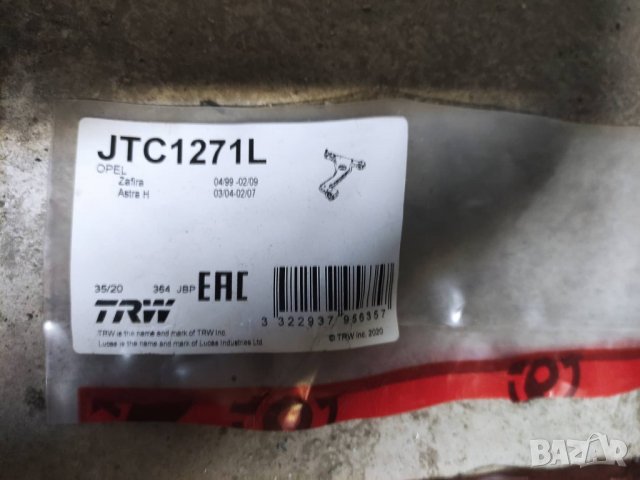 JTC1271L
OPEL
Zafira 04/99 -02/09
Astra H 03/04-02/07
35/20 364 JBP EAC
TRW
3 322937 956357
TRW is the name and mark of TRW Inc.
Lucas is the name and mark of Lucas Industries Ltd.
© TRW Inc. 2020
BAZAR